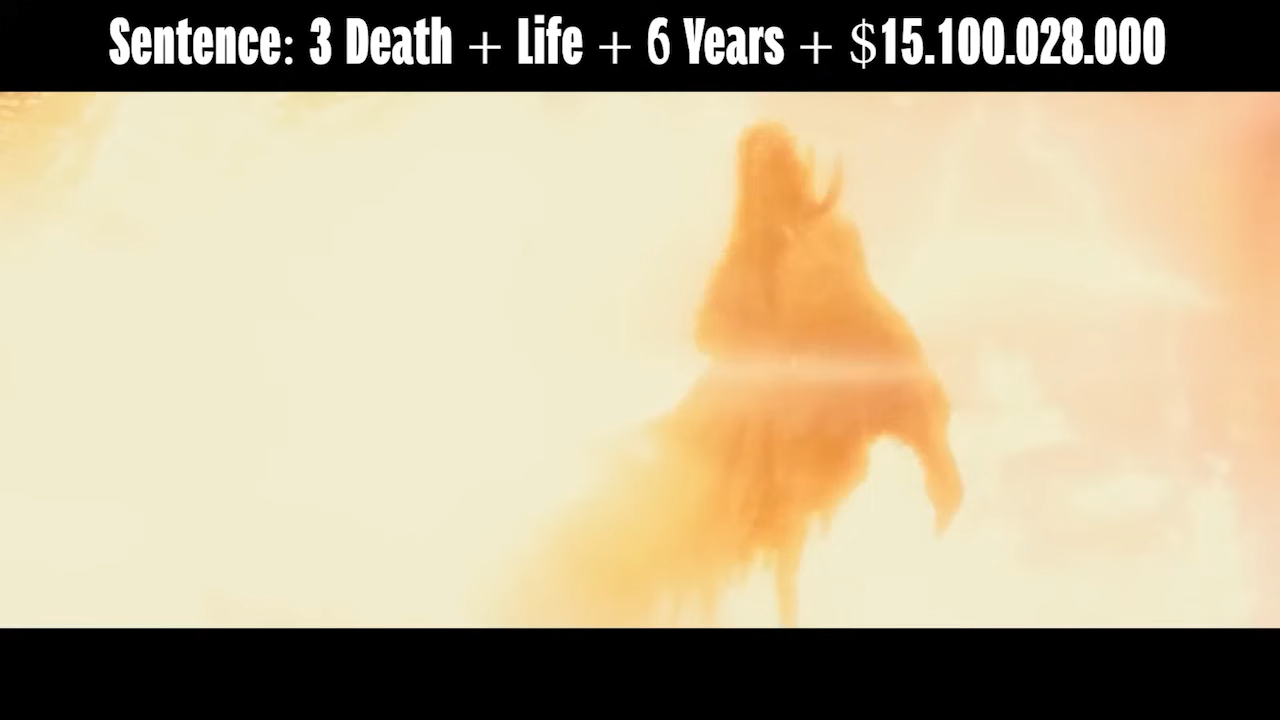 Sentence: 3 Death + Life + 6 Years + $15.100.028.000